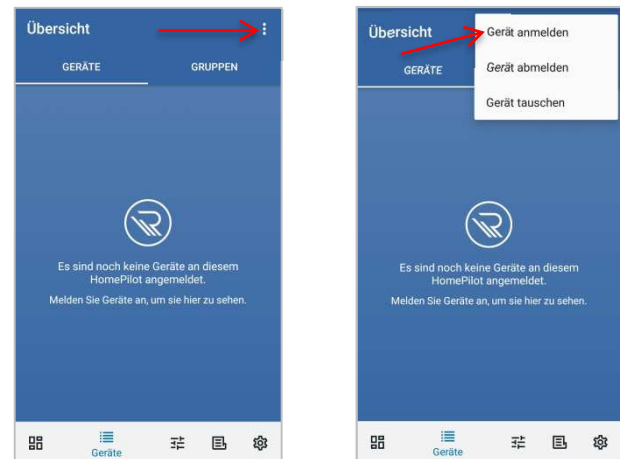 Übersicht
GERÄTE
GRUPPEN
Es sind noch keine Geräte an diesem
HomePilot angemeldet.
Melden Sie Geräte an, um sie hier zu sehen.
Geräte
Übersicht
Gerät anmelden
GERÄTE
Gerät abmelden
Gerät tauschen
Es sind noch keine Geräte an diesem
HomePilot angemeldet.
Melden Sie Geräte an, um sie hier zu sehen.
Geräte